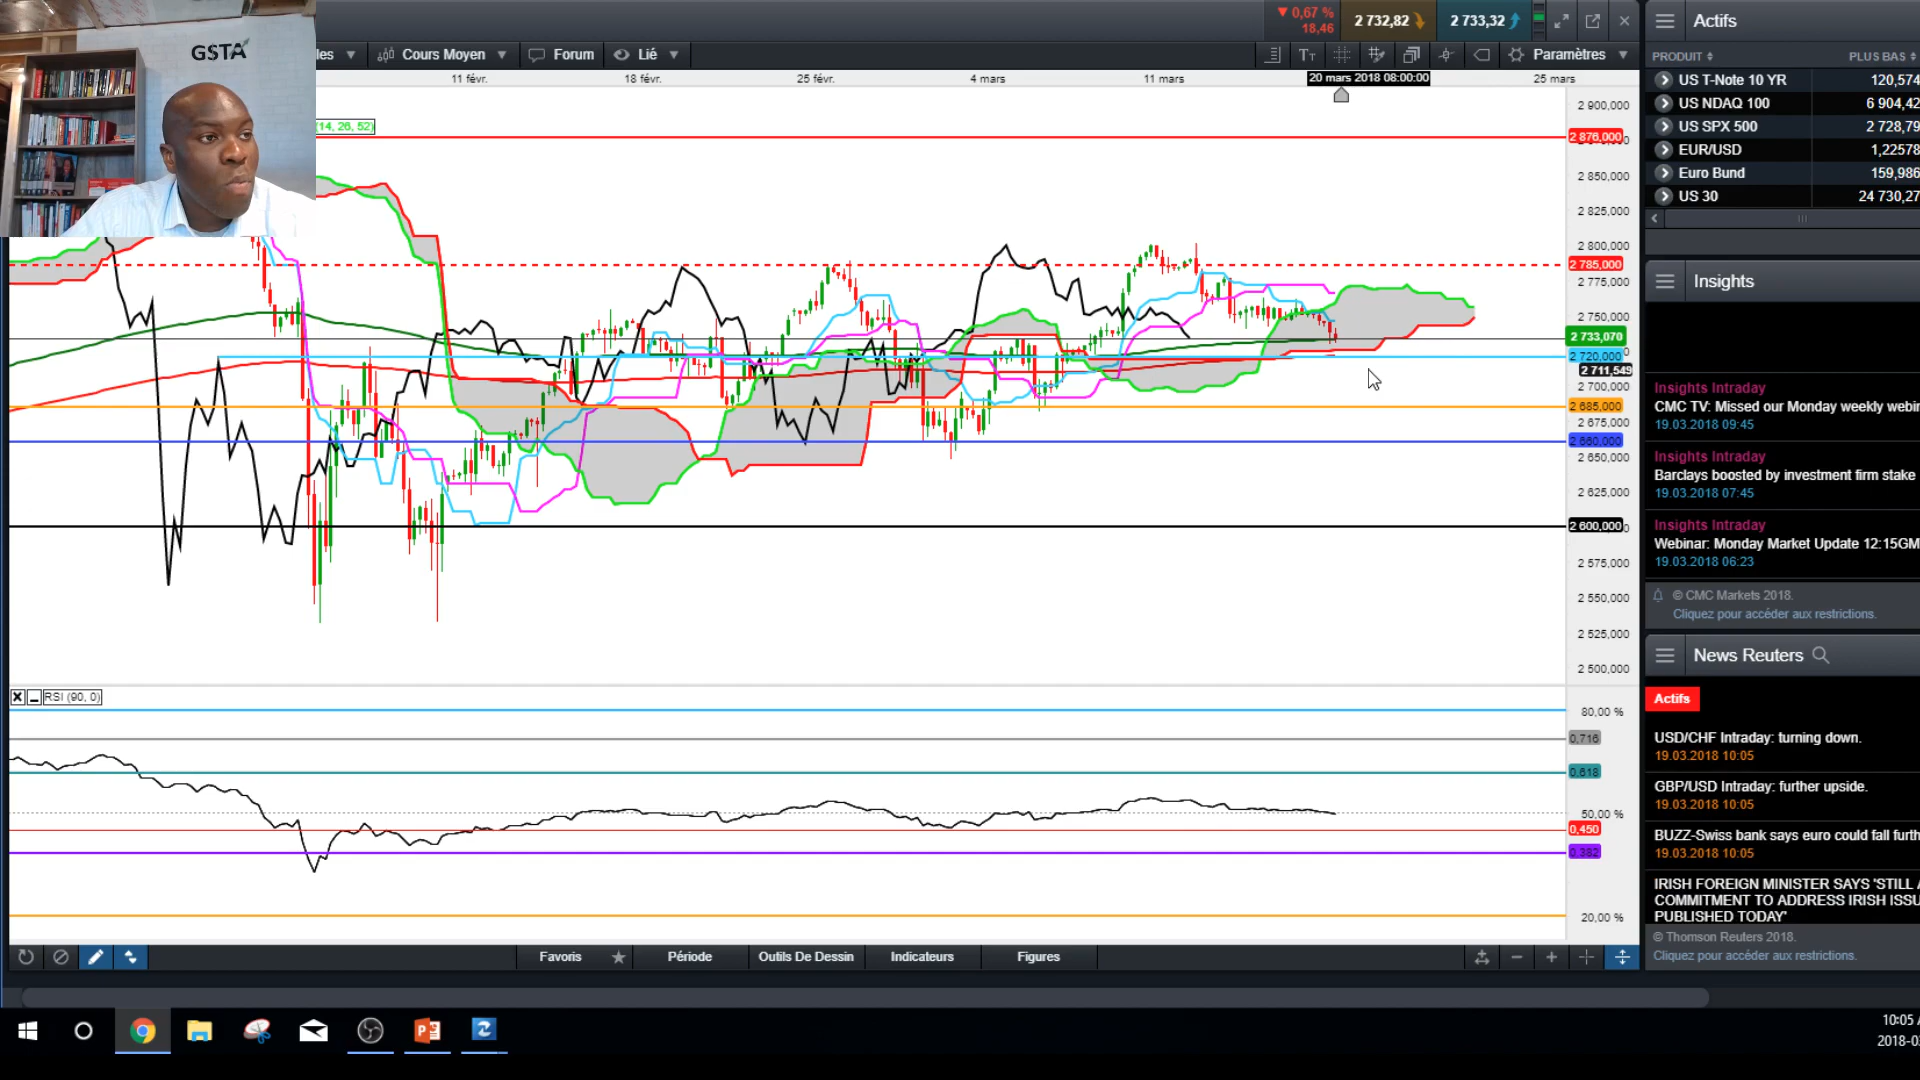 GSTA
les
Cours Moyen
Forum
Lié
0,67 %
18,46
2 732,82
2 733,32
Paramètres
11 févr.
18 févr.
25 févr.
4 mars
11 mars
20 mars 2018 08:00:00
25 mars
(14, 26, 52)
2 900,000
2 876,000
2 850,000
2 825,000
2 800,000
2 785,000
2 775,000
2 750,000
2 733,070
2 720,000
2 711,549
2 700,000
2 685,000
2 675,000
2 660,000
2 650,000
2 625,000
2 600,000
2 575,000
2 550,000
2 525,000
2 500,000
RSI (90, 0)
80,00 %
0,716
0,618
50,00 %
0,450
0,382
20,00 %
Favoris
Période
Outils De Dessin
Indicateurs
Figures
Actifs
PRODUIT
PLUS BAS
US T-Note 10 YR 120,574
US NDAQ 100 6 904,42
US SPX 500 2 728,79
EUR/USD 1,22578
Euro Bund 159,986
US 30 24 730,27
Insights
Insights Intraday
CMC TV: Missed our Monday weekly webin
19.03.2018 09:45
Insights Intraday
Barclays boosted by investment firm stake
19.03.2018 07:45
Insights Intraday
Webinar: Monday Market Update 12:15GM
19.03.2018 06:23
© CMC Markets 2018.
Cliquez pour accéder aux restrictions.
News Reuters
Actifs
USD/CHF Intraday: turning down.
19.03.2018 10:05
GBP/USD Intraday: further upside.
19.03.2018 10:05
BUZZ-Swiss bank says euro could fall furth
19.03.2018 10:05
IRISH FOREIGN MINISTER SAYS 'STILL A
COMMITMENT TO ADDRESS IRISH ISSU
PUBLISHED TODAY'
© Thomson Reuters 2018.
Cliquez pour accéder aux restrictions.
10:05
2018-0